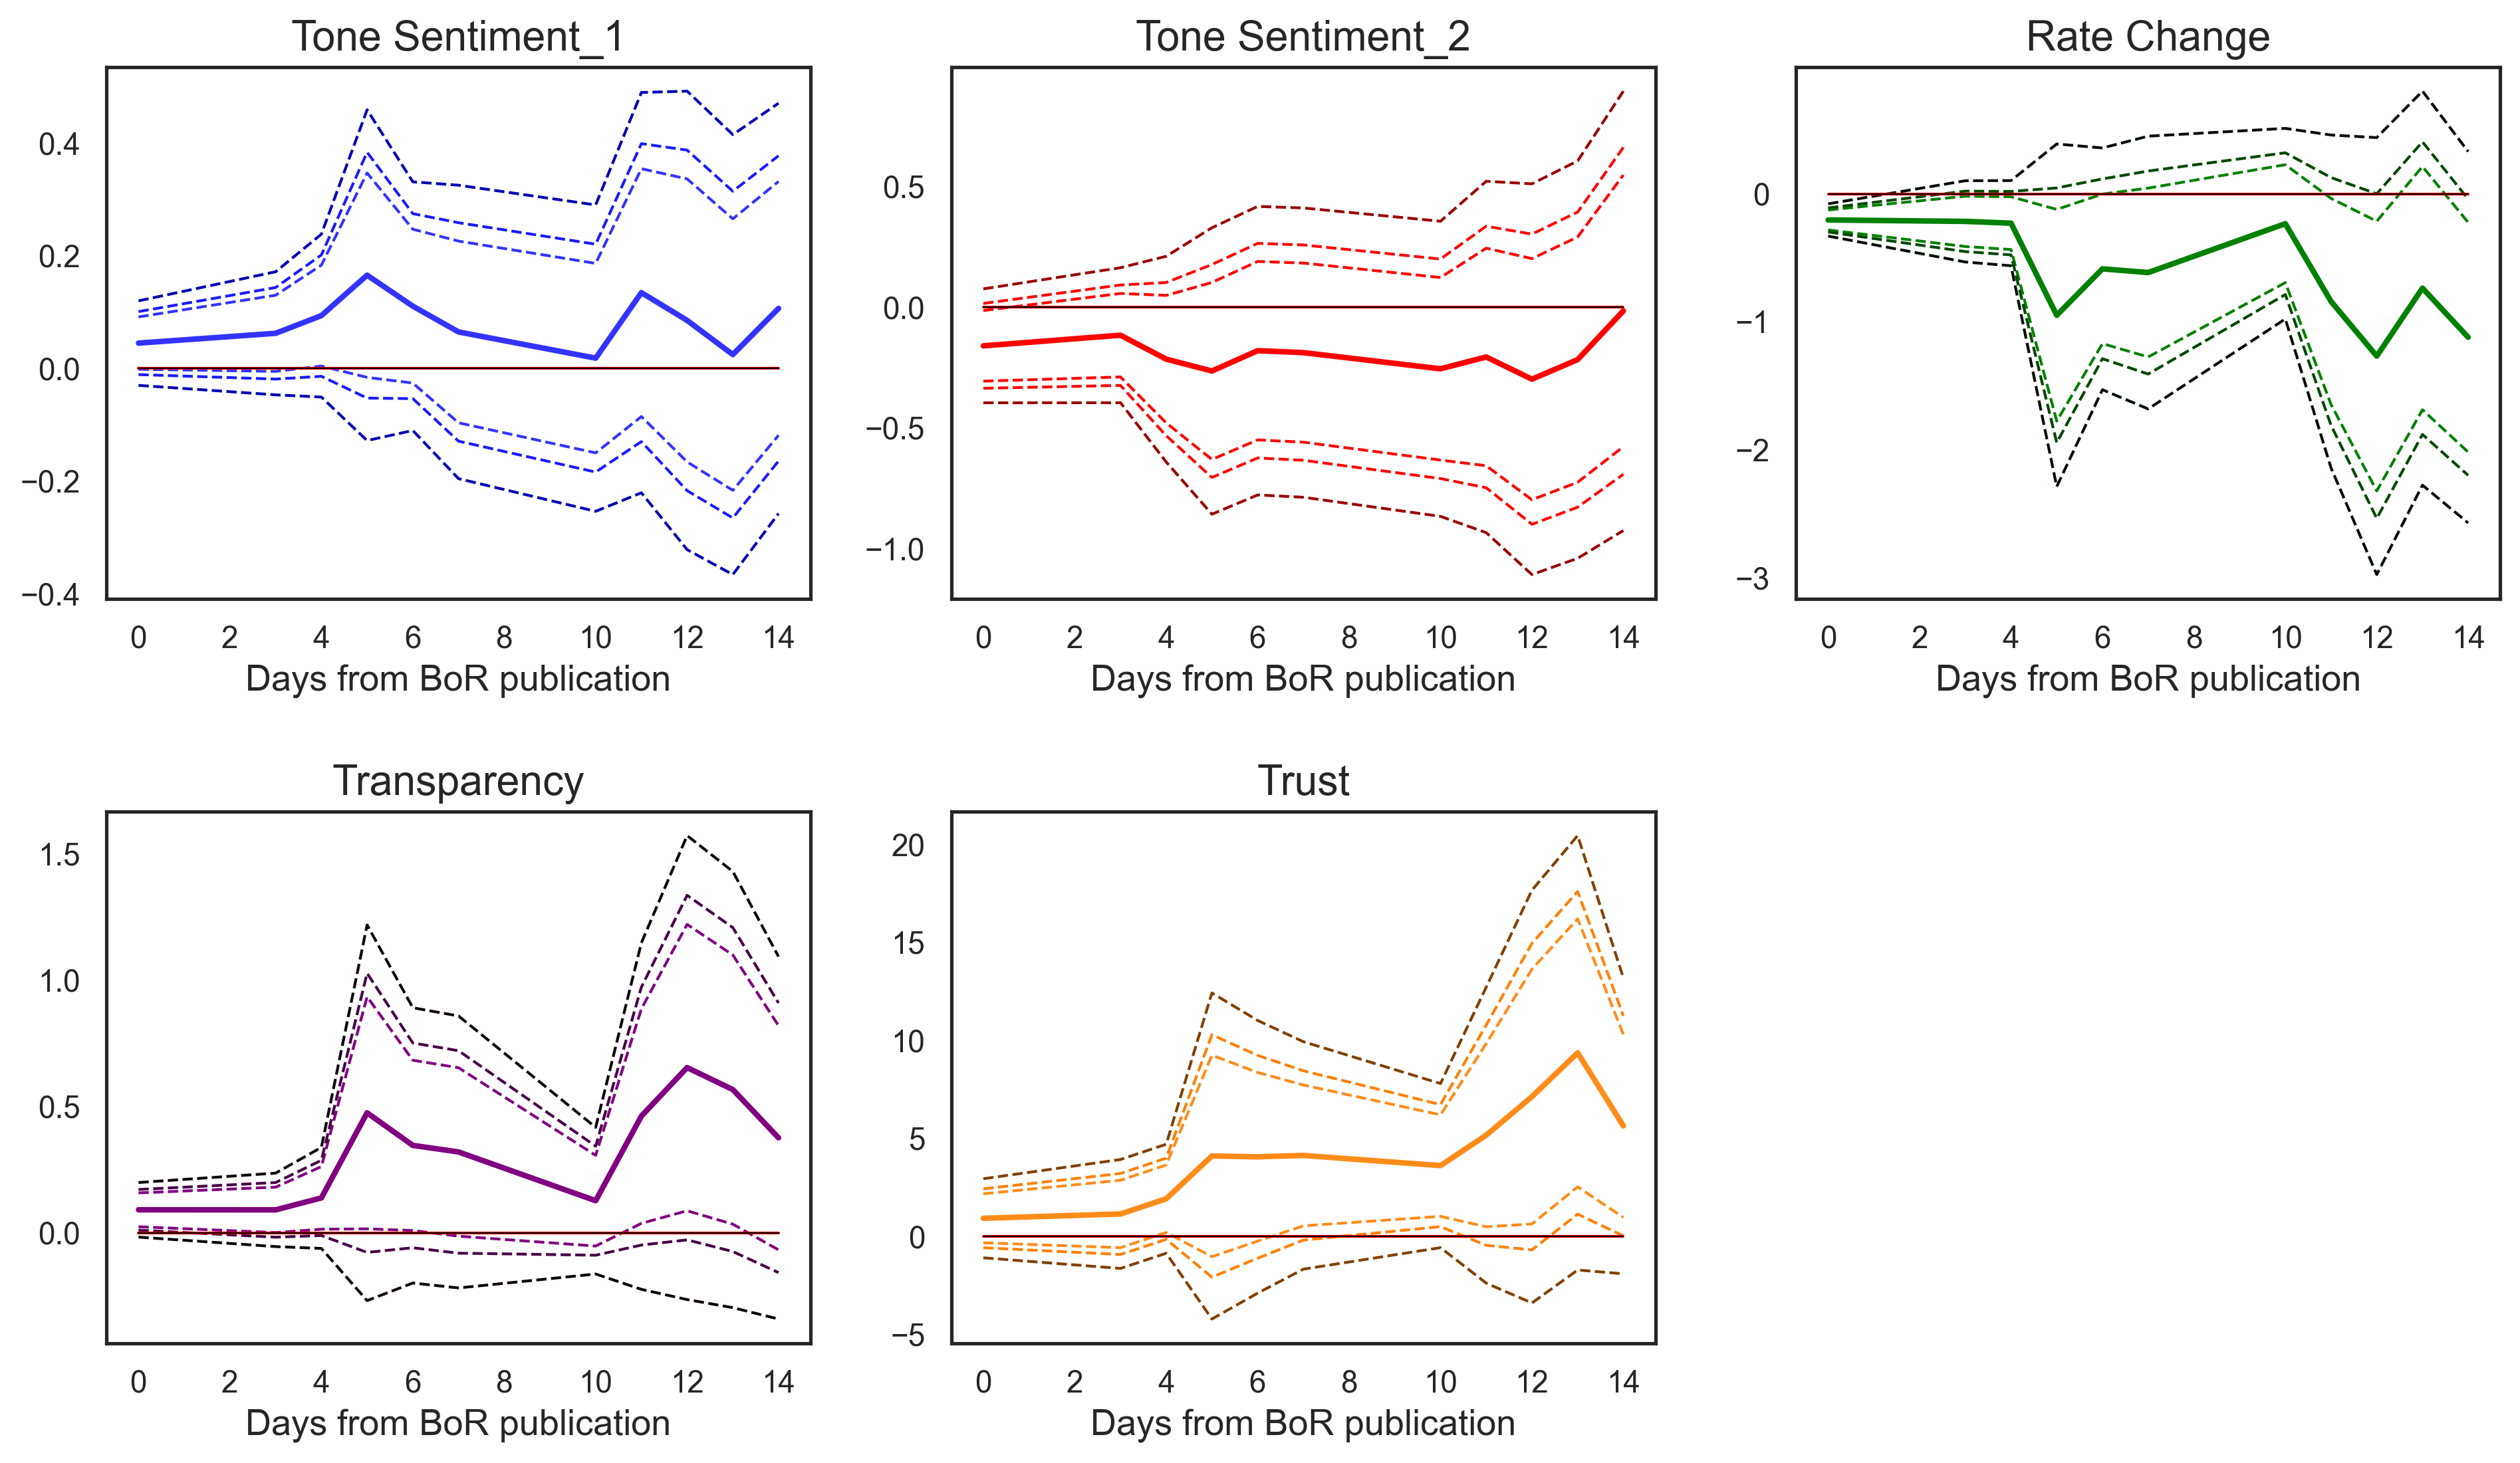 Tone Sentiment_1
Tone Sentiment_2
Rate Change
0.4
0.2
0.0
−0.2
−0.4
0 2 4 6 8 10 12 14
Days from BoR publication
0.5
0.0
−0.5
−1.0
0 2 4 6 8 10 12 14
Days from BoR publication
0
−1
−2
−3
0 2 4 6 8 10 12 14
Days from BoR publication
Transparency
Trust
1.5
1.0
0.5
0.0
0 2 4 6 8 10 12 14
Days from BoR publication
20
15
10
5
0
−5
0 2 4 6 8 10 12 14
Days from BoR publication